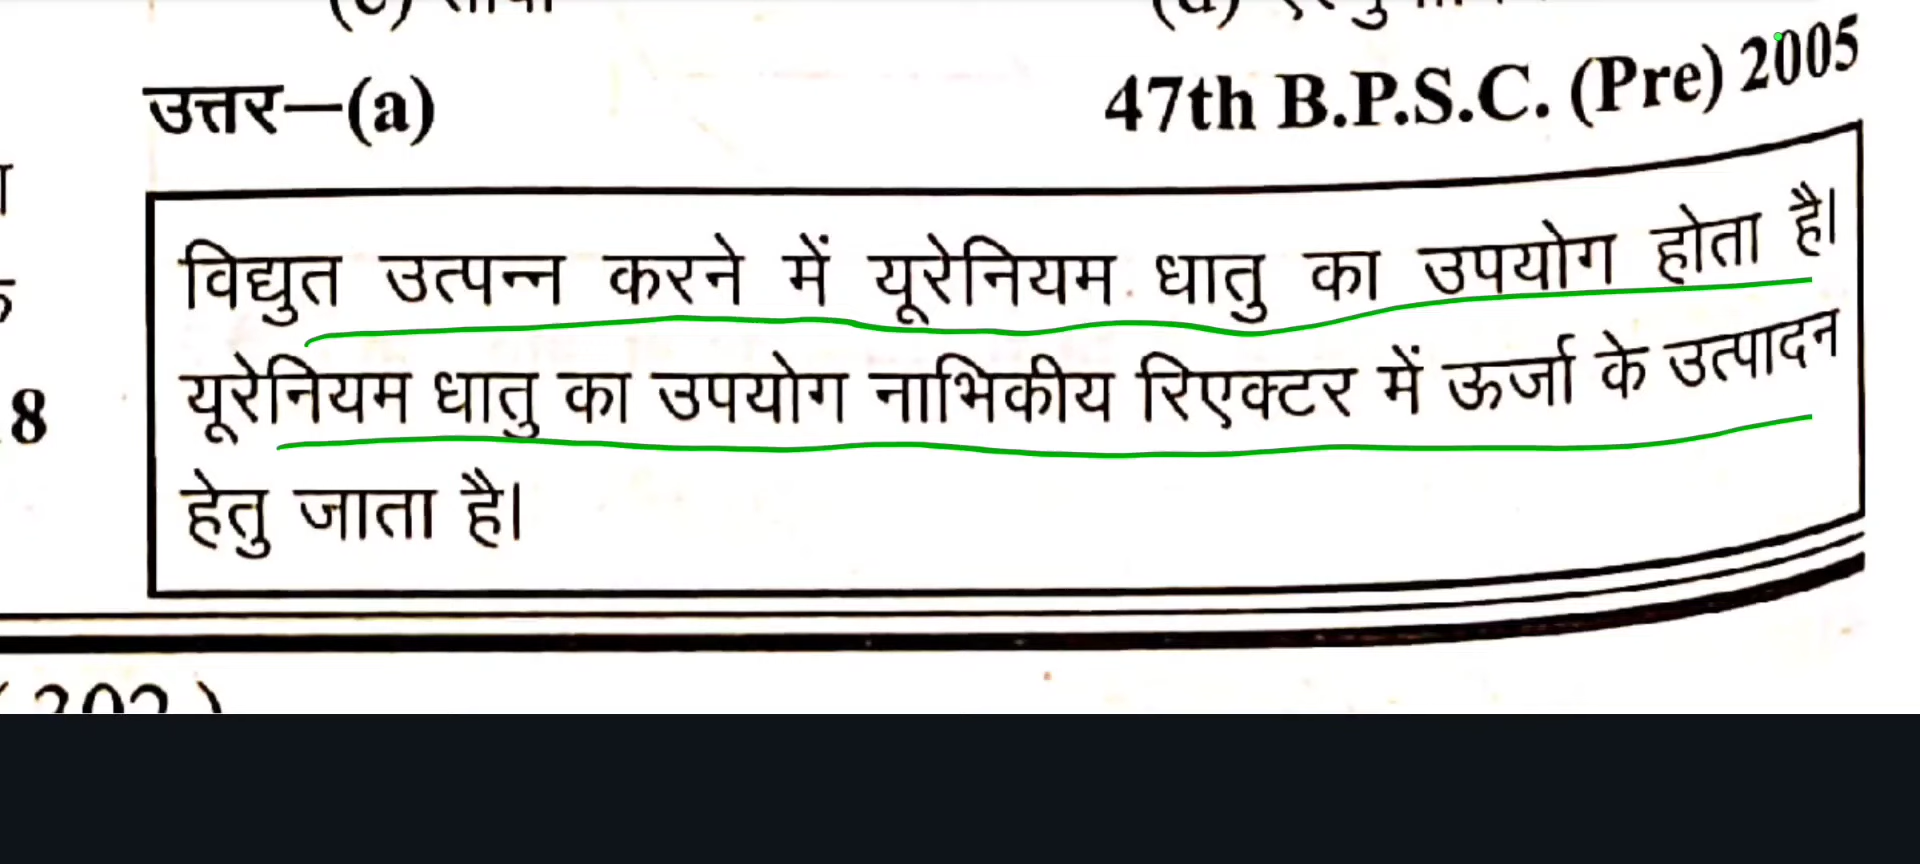 (c)
(d)
उत्तर—(a) 47th B.P.S.C. (Pre) 2005
विद्युत उत्पन्न करने में यूरेनियम धातु का उपयोग होता है।
यूरेनियम धातु का उपयोग नाभिकीय रिएक्टर में ऊर्जा के उत्पादन
8
हेतु जाता है।